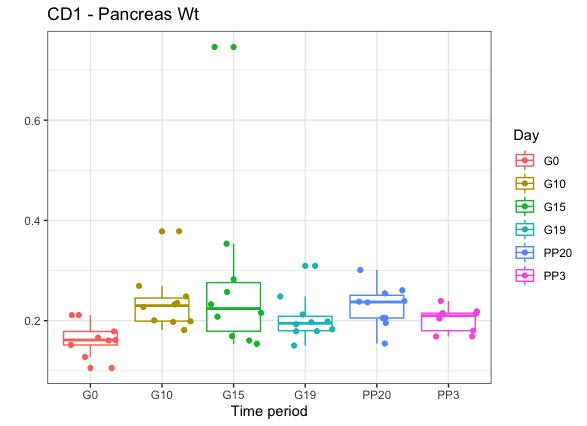 CD1 - Pancreas Wt
0.6
0.4
0.2
G0 G10 G15 G19 PP20 PP3
Time period
Day
G0
G10
G15
G19
PP20
PP3